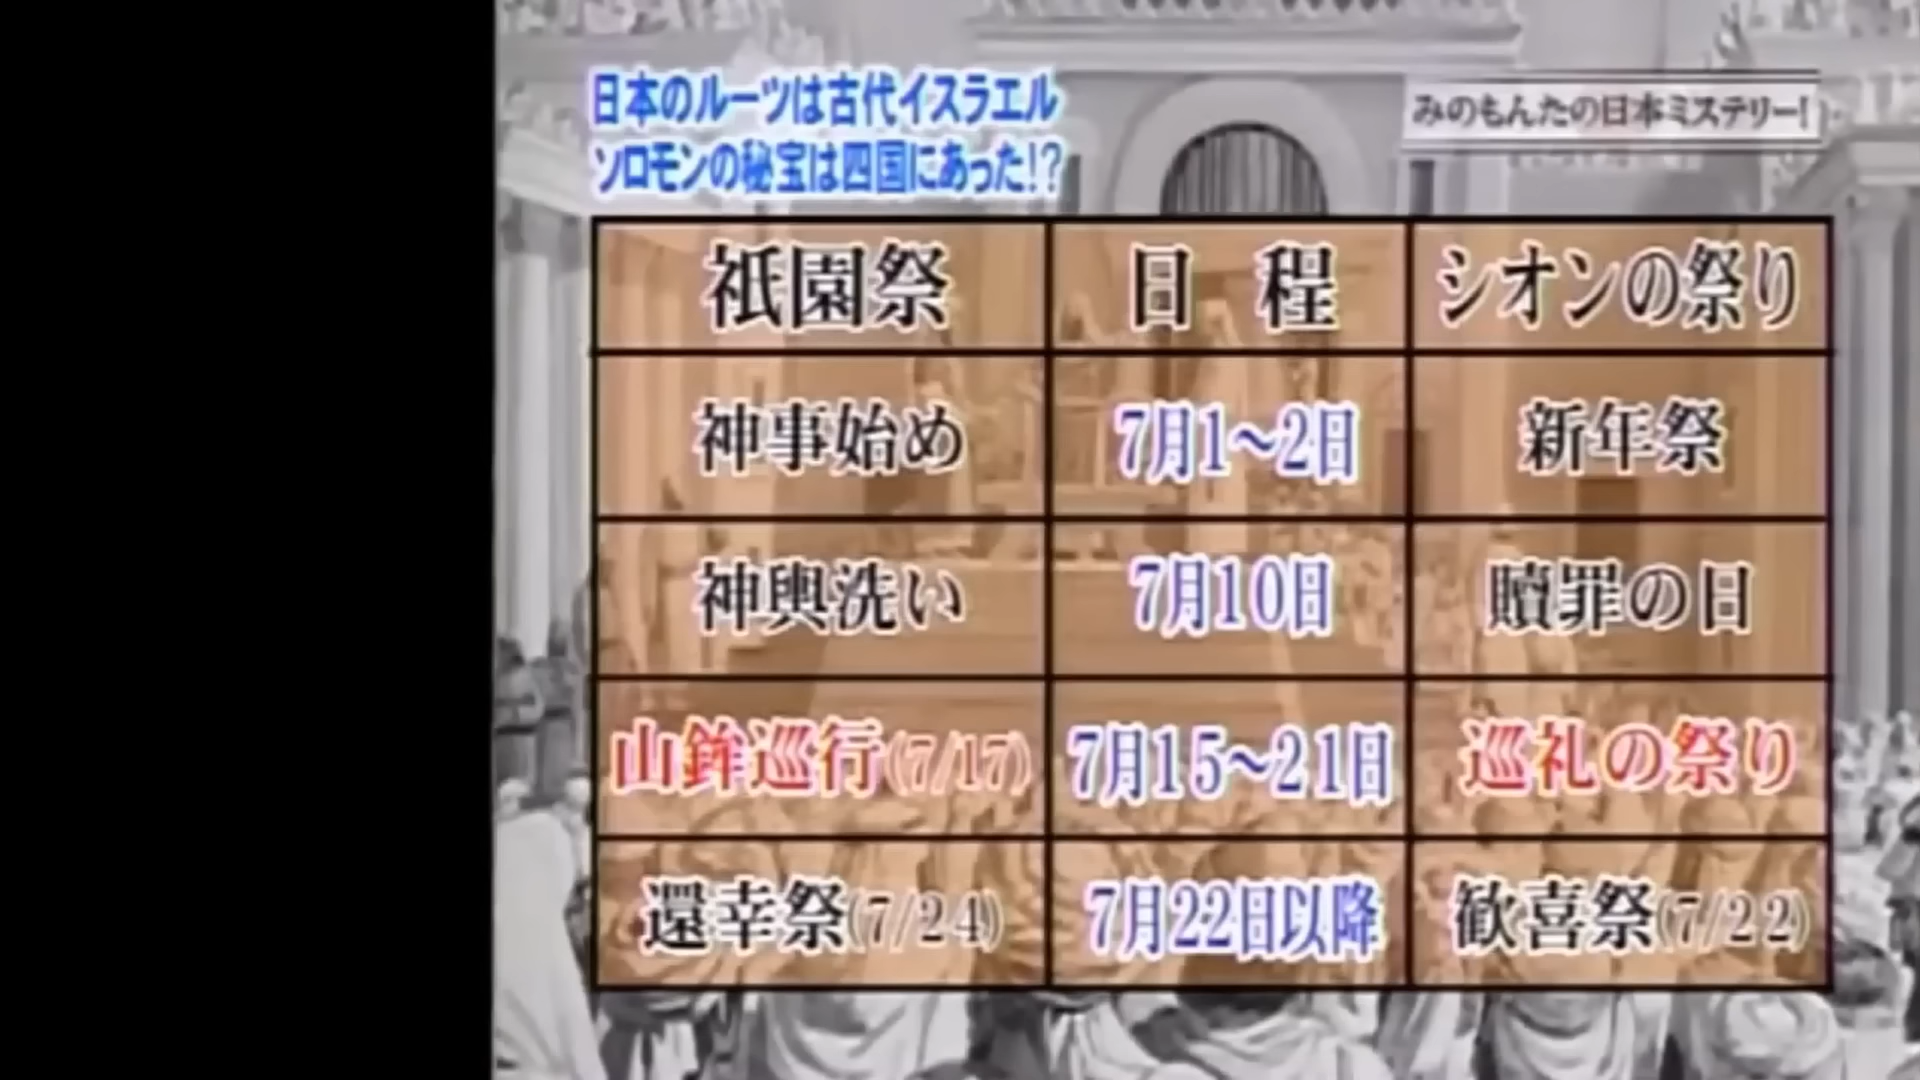 日本のルーツは古代イスラエル
ソロモンの秘宝は四国にあった!?
みのもんたの日本ミステリー!
祇園祭 日程 シオンの祭り
神事始め 7月1～2日 新年祭
神輿洗い 7月10日 贖罪の日
山鉾巡行(7/17) 7月15～21日 巡礼の祭り
還幸祭(7/24) 7月22日以降 歓喜祭(7/22)